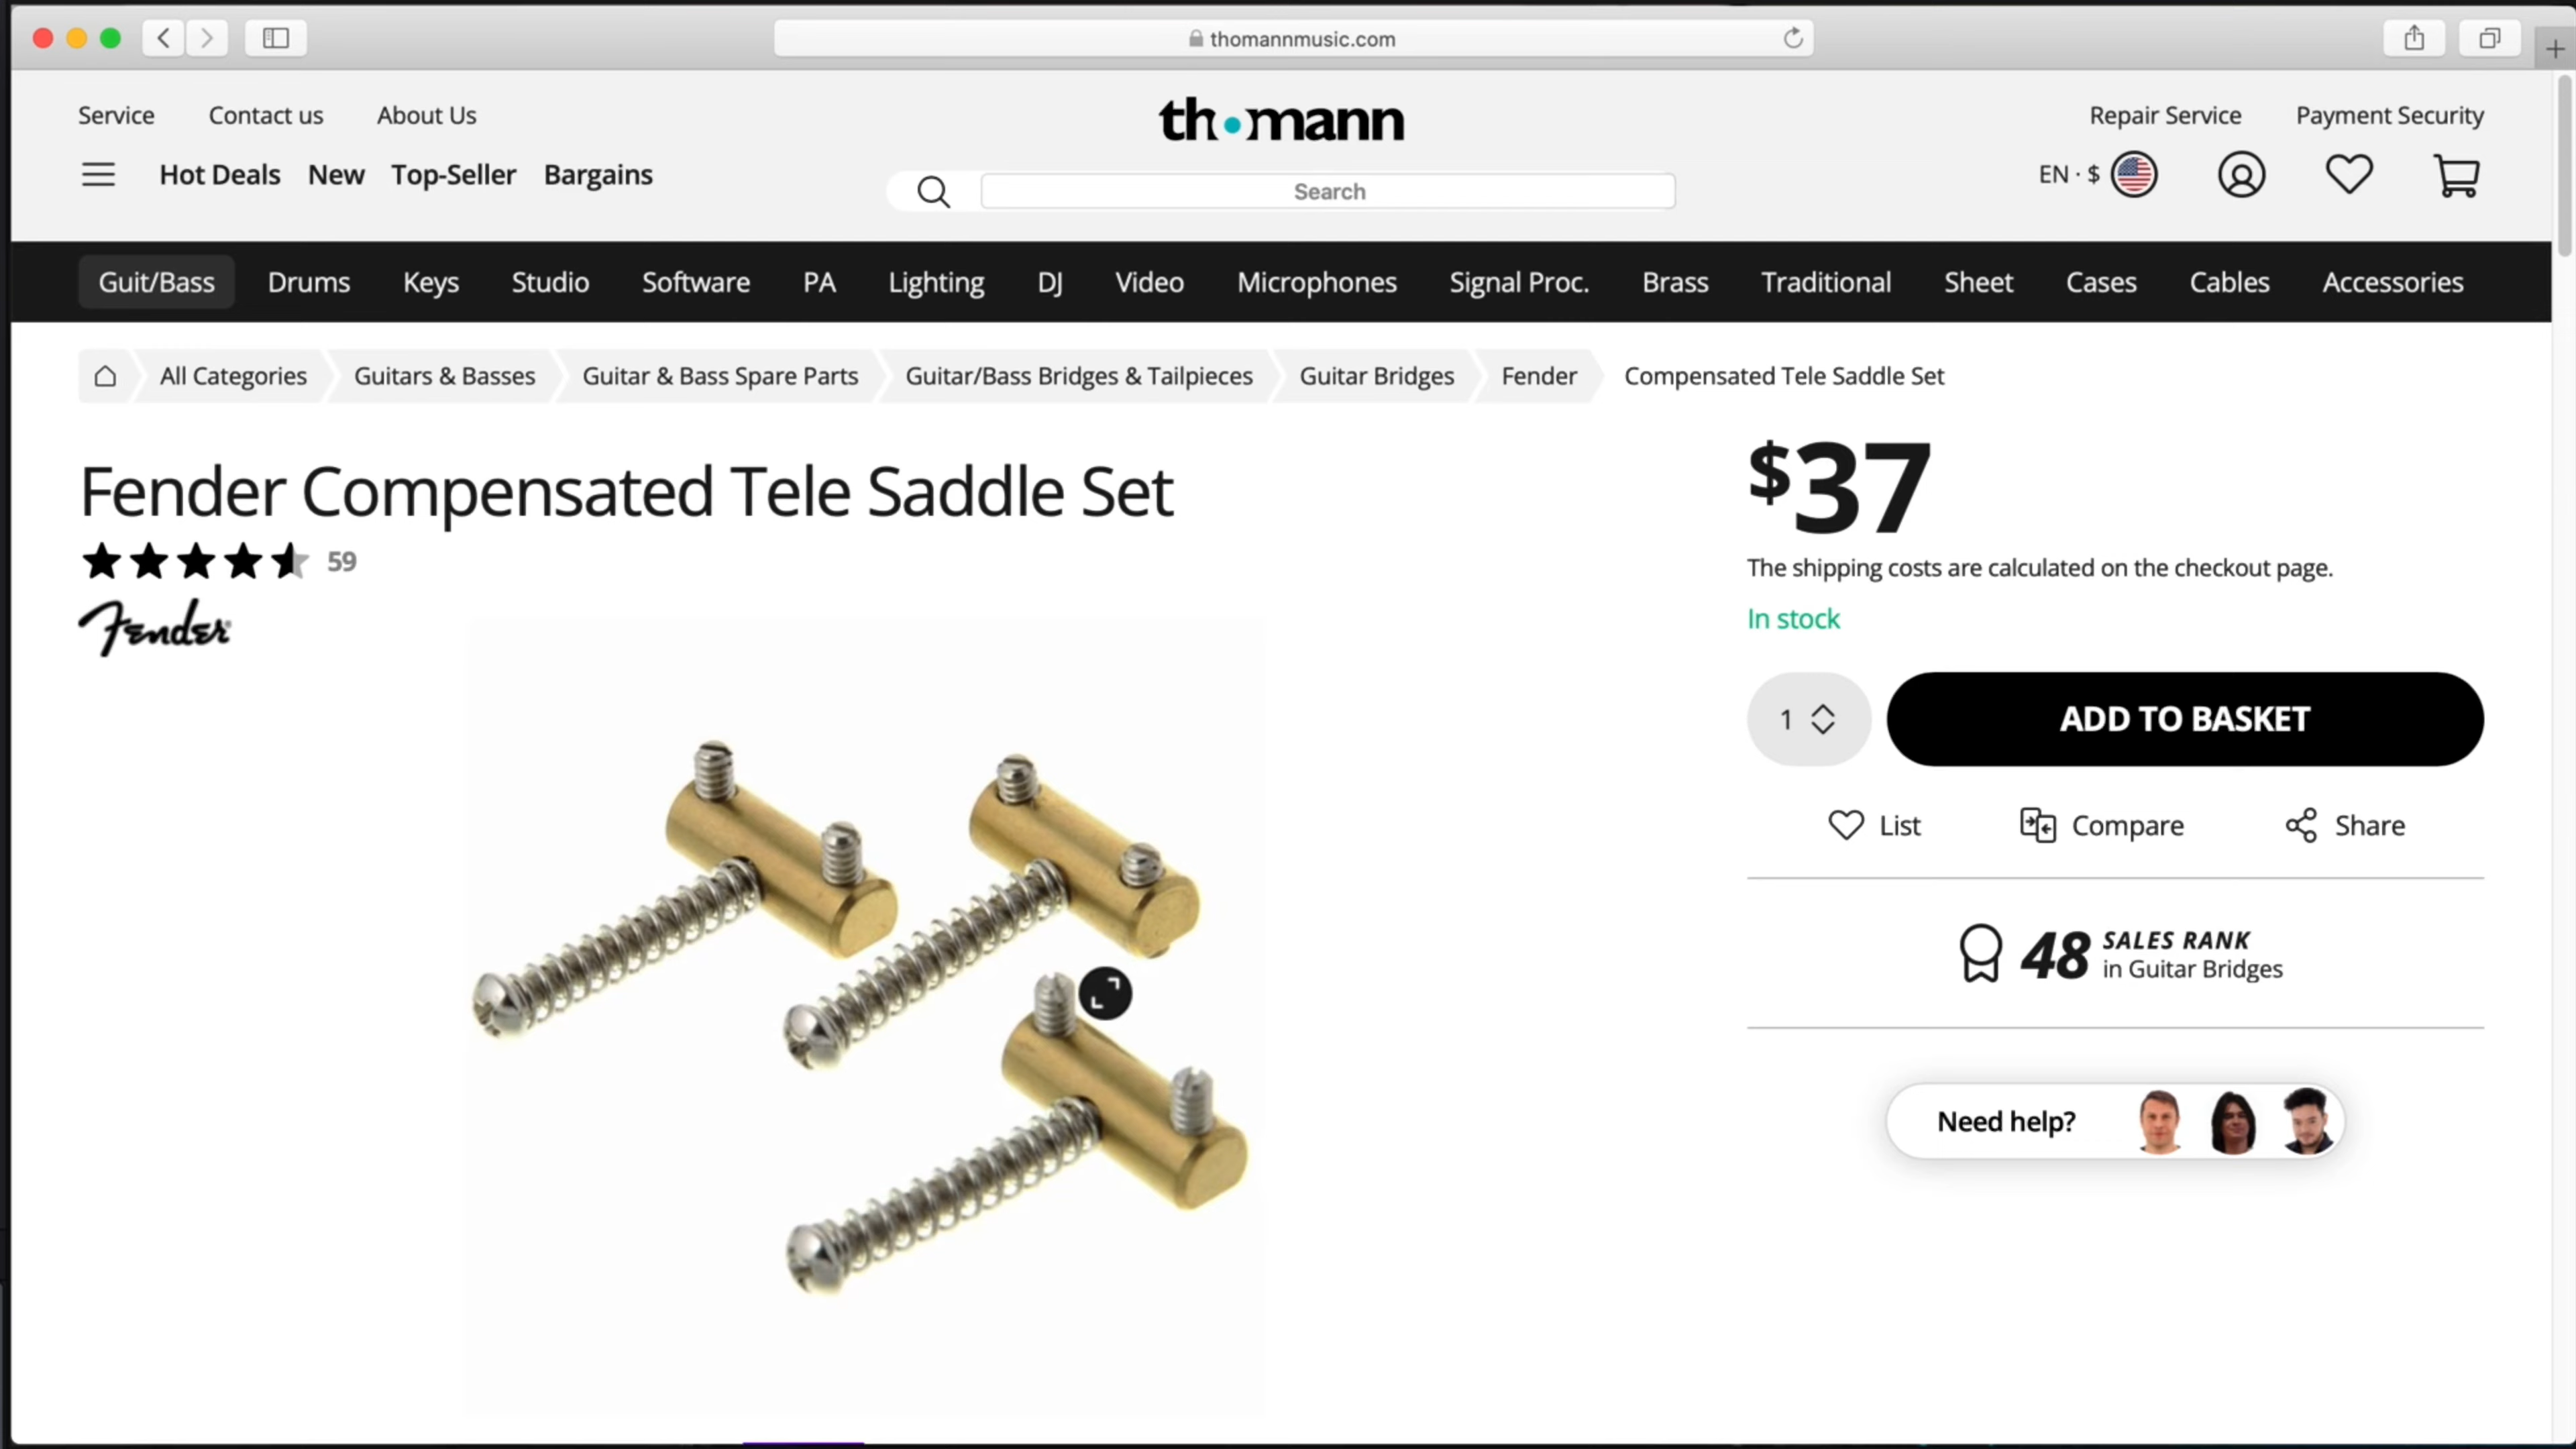 thomannmusic.com
Service Contact us About Us
thomann
Repair Service Payment Security
Hot Deals New Top-Seller Bargains
Search
EN · $
Guit/Bass Drums Keys Studio Software PA Lighting DJ Video Microphones Signal Proc. Brass Traditional Sheet Cases Cables Accessories
All Categories Guitars & Basses Guitar & Bass Spare Parts Guitar/Bass Bridges & Tailpieces Guitar Bridges Fender Compensated Tele Saddle Set
Fender Compensated Tele Saddle Set
59
Fender
$37
The shipping costs are calculated on the checkout page.
In stock
1
ADD TO BASKET
List Compare Share
48 SALES RANK
in Guitar Bridges
Need help?